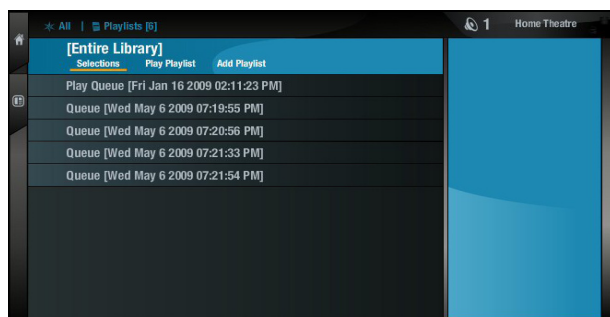 All | Playlists [6]
1 Home Theatre
[Entire Library]
Selections Play Playlist Add Playlist
Play Queue [Fri Jan 16 2009 02:11:23 PM]
Queue [Wed May 6 2009 07:19:55 PM]
Queue [Wed May 6 2009 07:20:56 PM]
Queue [Wed May 6 2009 07:21:33 PM]
Queue [Wed May 6 2009 07:21:54 PM]